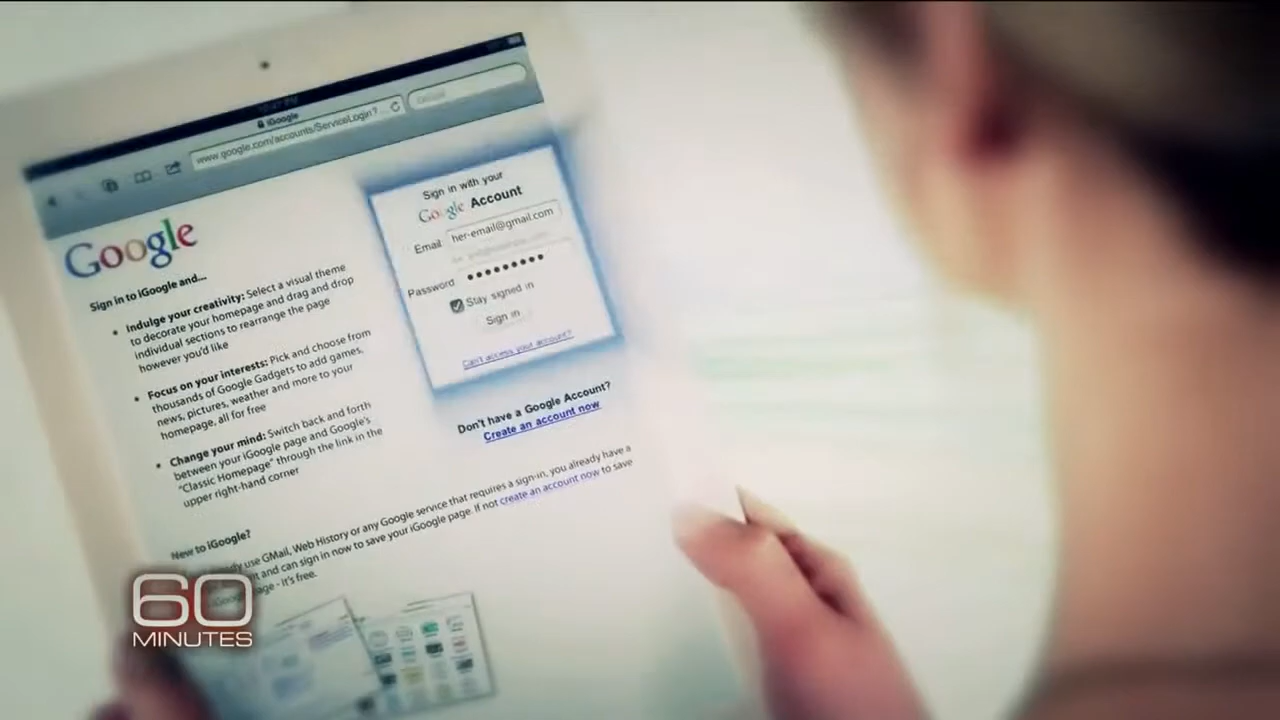 iGoogle
www.google.com/accounts/ServiceLogin?...
Google
Sign in with your
Google Account
Email:
her-email@gmail.com
Password
Stay signed in
Sign in
Can't access your account?
Don't have a Google Account?
Create an account now
Sign in to iGoogle and...
Indulge your creativity: Select a visual theme
to decorate your homepage and drag and drop
individual sections to rearrange the page
however you'd like
Focus on your interests: Pick and choose from
thousands of Google Gadgets to add games,
news, pictures, weather and more to your
homepage, all for free
Change your mind: Switch back and forth
between your iGoogle page and Google's
"Classic Homepage" through the link in the
upper right-hand corner
New to iGoogle?
use GMail, Web History or any Google service that requires a sign-in, you already have a
and can sign in now to save your iGoogle page. If not create an account now to save
page - it's free.
60
MINUTES